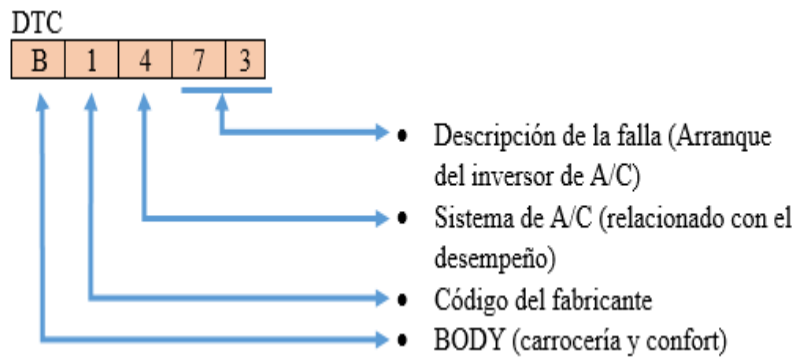 DTC
B 1 4 7 3
• Descripción de la falla (Arranque
del inversor de A/C)
• Sistema de A/C (relacionado con el
desempeño)
• Código del fabricante
• BODY (carrocería y confort)